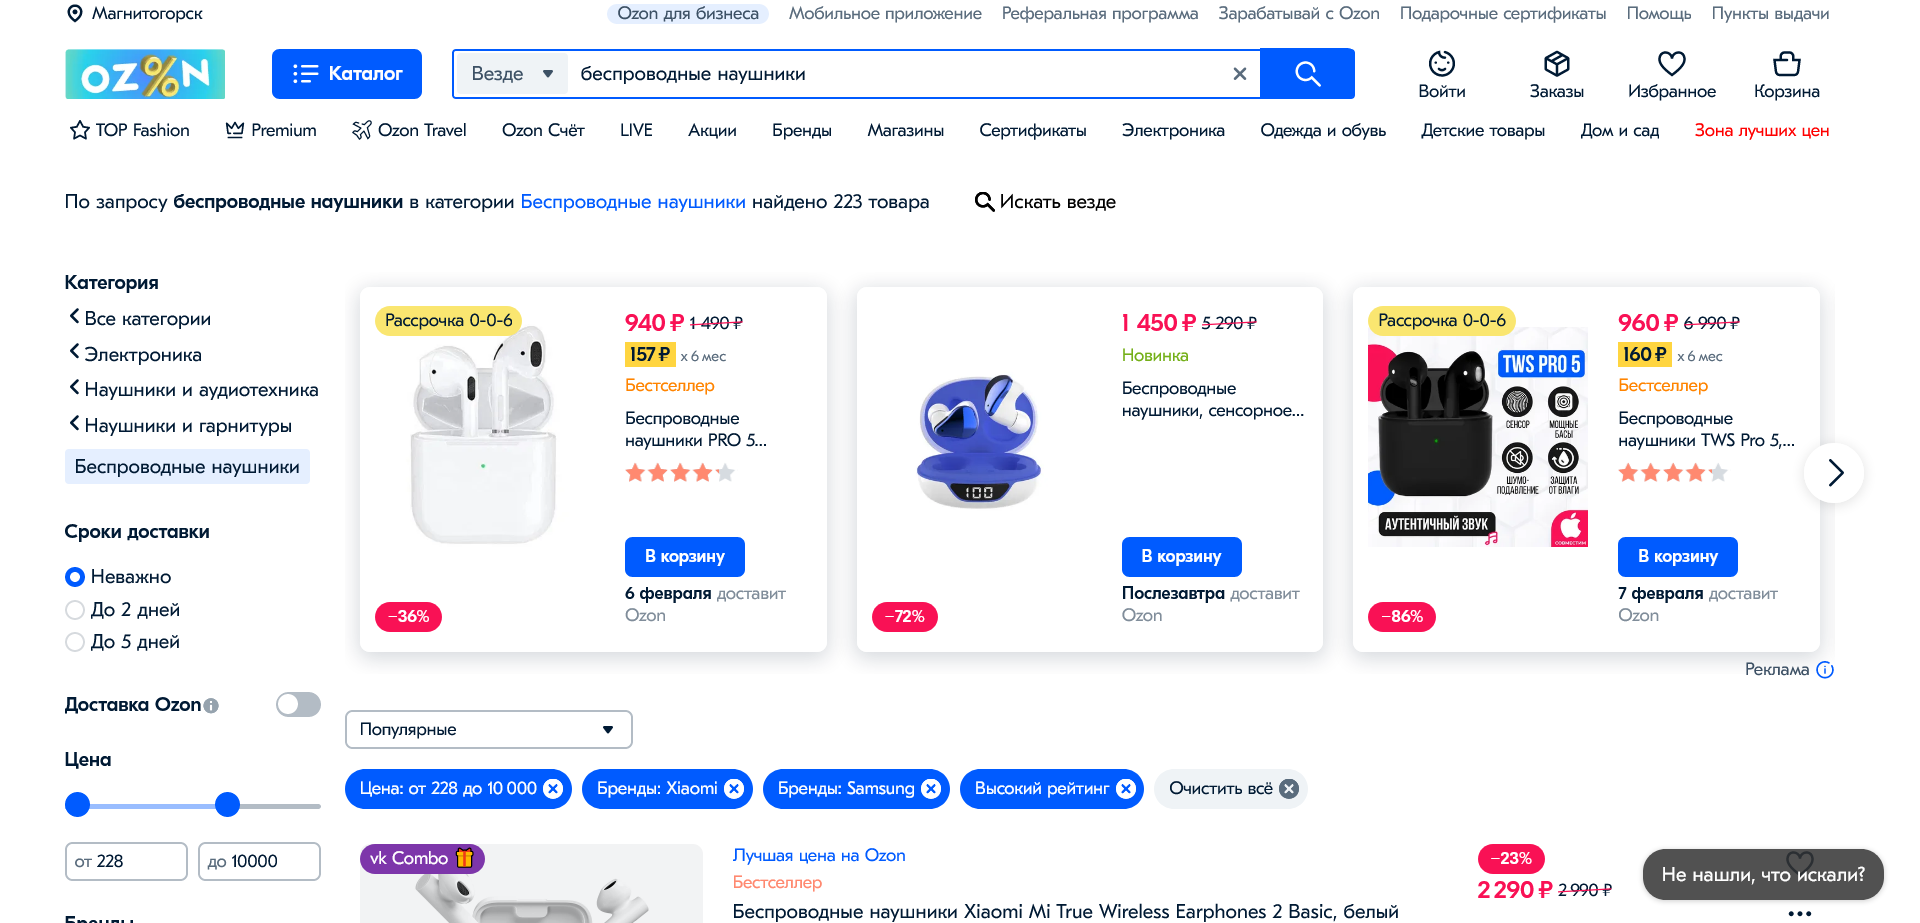 Магнитогорск
Ozon для бизнеса Мобильное приложение Реферальная программа Зарабатывай с Ozon Подарочные сертификаты Помощь Пункты выдачи
OZ%N
Каталог
Везде беспроводные наушники
Войти Заказы Избранное Корзина
TOP Fashion Premium Ozon Travel Ozon Счёт LIVE Акции Бренды Магазины Сертификаты Электроника Одежда и обувь Детские товары Дом и сад Зона лучших цен
По запросу беспроводные наушники в категории Беспроводные наушники найдено 223 товара Искать везде
Категория
Все категории
Электроника
Наушники и аудиотехника
Наушники и гарнитуры
Беспроводные наушники
Сроки доставки
Неважно
До 2 дней
До 5 дней
Доставка Ozon
Цена
от 228 до 10000
Бренды
Рассрочка 0-0-6
940 ₽ 1 490 ₽
157 ₽ x 6 мес
Бестселлер
Беспроводные
наушники PRO 5...
В корзину
6 февраля доставит
Ozon
−36%
1 450 ₽ 5 290 ₽
Новинка
Беспроводные
наушники, сенсорное...
100
В корзину
Послезавтра доставит
Ozon
−72%
Рассрочка 0-0-6
TWS PRO 5
СЕНСОР
МОЩНЫЕ
БАСЫ
ШУМО-
ПОДАВЛЕНИЕ
ЗАЩИТА
ОТ ВЛАГИ
АУТЕНТИЧНЫЙ ЗВУК
СОВМЕСТИМ
960 ₽ 6 990 ₽
160 ₽ x 6 мес
Бестселлер
Беспроводные
наушники TWS Pro 5,...
В корзину
7 февраля доставит
Ozon
−86%
Реклама
Популярные
Цена: от 228 до 10 000 Бренды: Xiaomi Бренды: Samsung Высокий рейтинг Очистить всё
vk Combo
Лучшая цена на Ozon
Бестселлер
Беспроводные наушники Xiaomi Mi True Wireless Earphones 2 Basic, белый
−23%
2 290 ₽ 2 990 ₽
Не нашли, что искали?